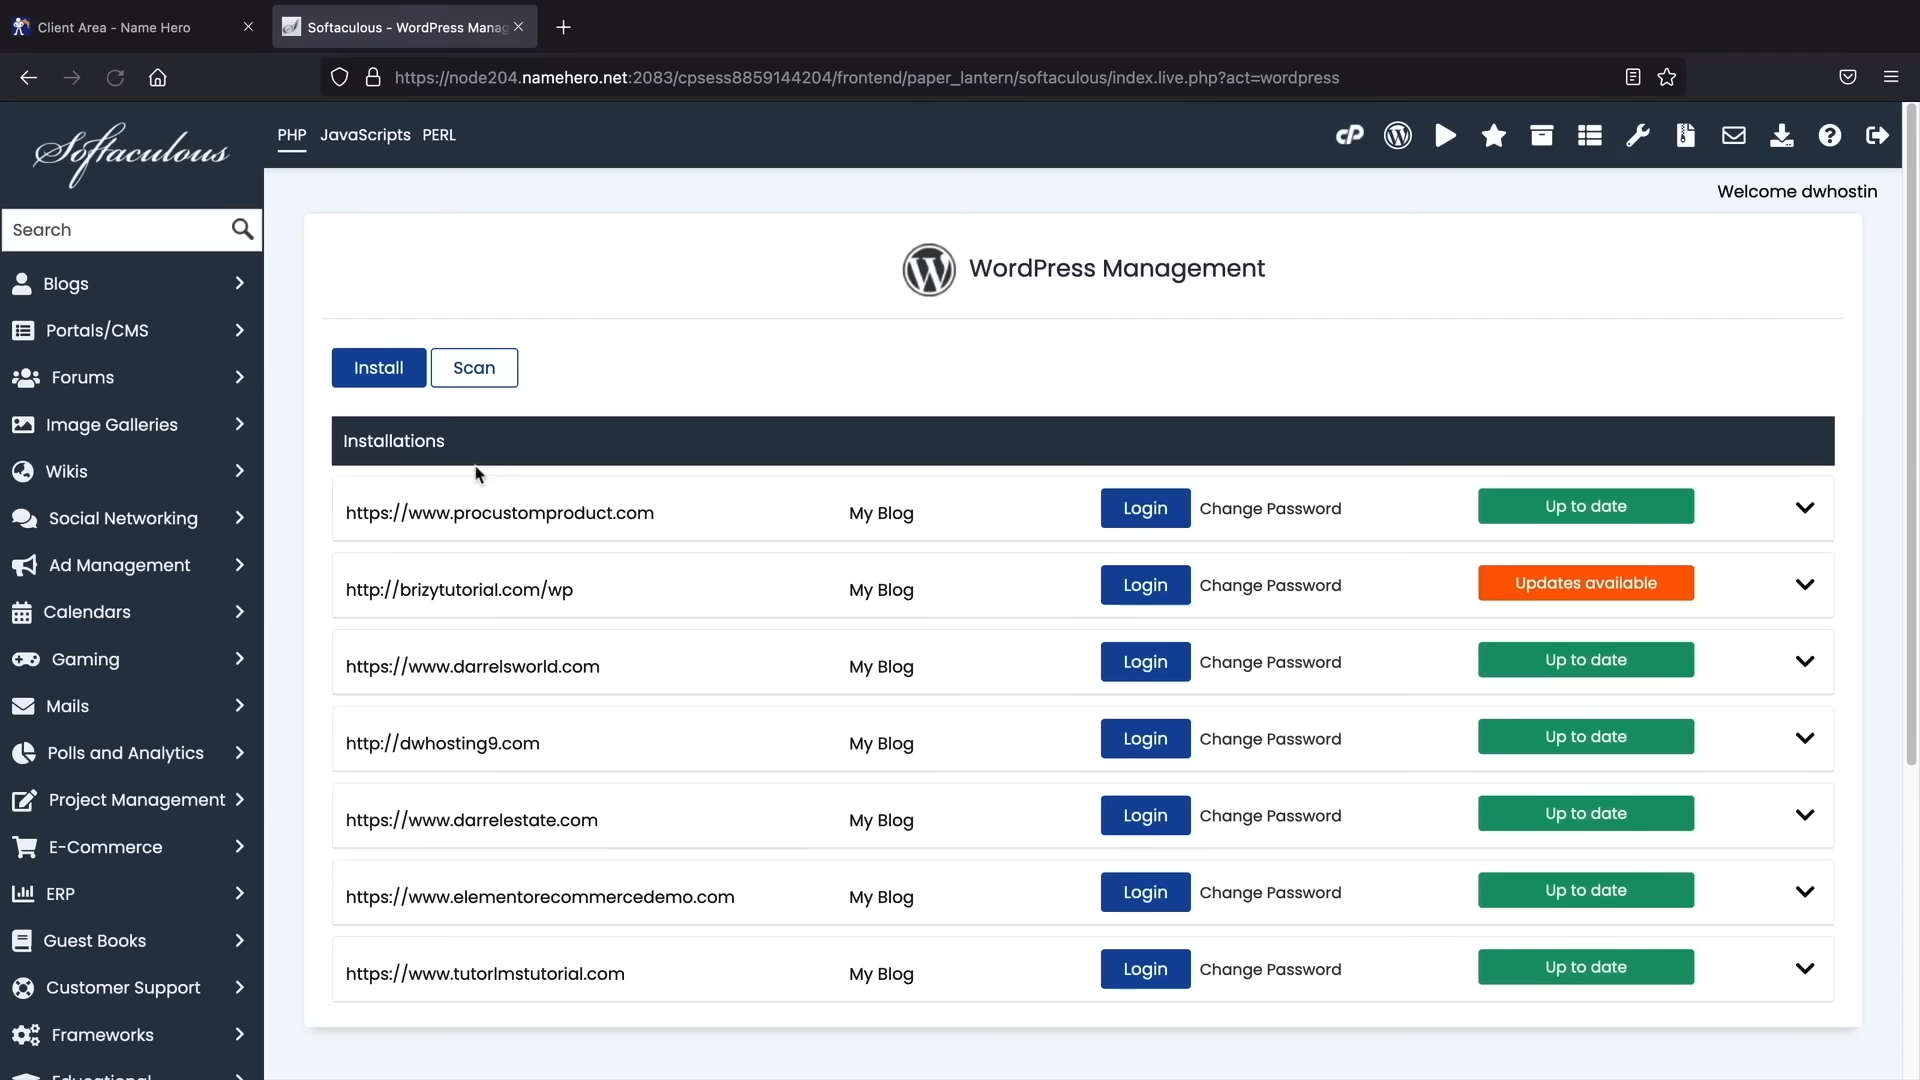 Client Area - Name Hero
Softaculous - WordPress Manag
https://node204.namehero.net:2083/cpsess8859144204/frontend/paper_lantern/softaculous/index.live.php?act=wordpress
Softaculous
PHP JavaScripts PERL
Welcome dwhostin
Search
Blogs
Portals/CMS
Forums
Image Galleries
Wikis
Social Networking
Ad Management
Calendars
Gaming
Mails
Polls and Analytics
Project Management
E-Commerce
ERP
Guest Books
Customer Support
Frameworks
Educational
WordPress Management
Install Scan
Installations
https://www.procustomproduct.com My Blog Login Change Password Up to date
http://brizytutorial.com/wp My Blog Login Change Password Updates available
https://www.darrelsworld.com My Blog Login Change Password Up to date
http://dwhosting9.com My Blog Login Change Password Up to date
https://www.darrelestate.com My Blog Login Change Password Up to date
https://www.elementorecommercedemo.com My Blog Login Change Password Up to date
https://www.tutorlmstutorial.com My Blog Login Change Password Up to date